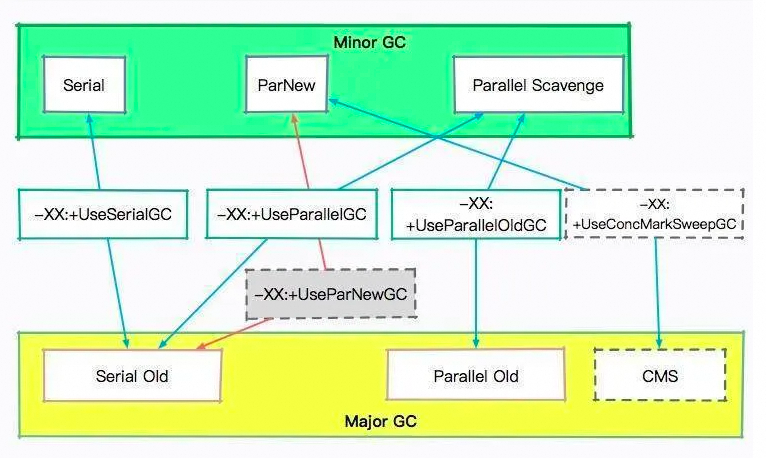 Minor GC
Serial
ParNew
Parallel Scavenge
–XX:+UseSerialGC
–XX:+UseParallelGC
–XX:
+UseParallelOldGC
–XX:
+UseConcMarkSweepGC
–XX:+UseParNewGC
Serial Old
Parallel Old
CMS
Major GC